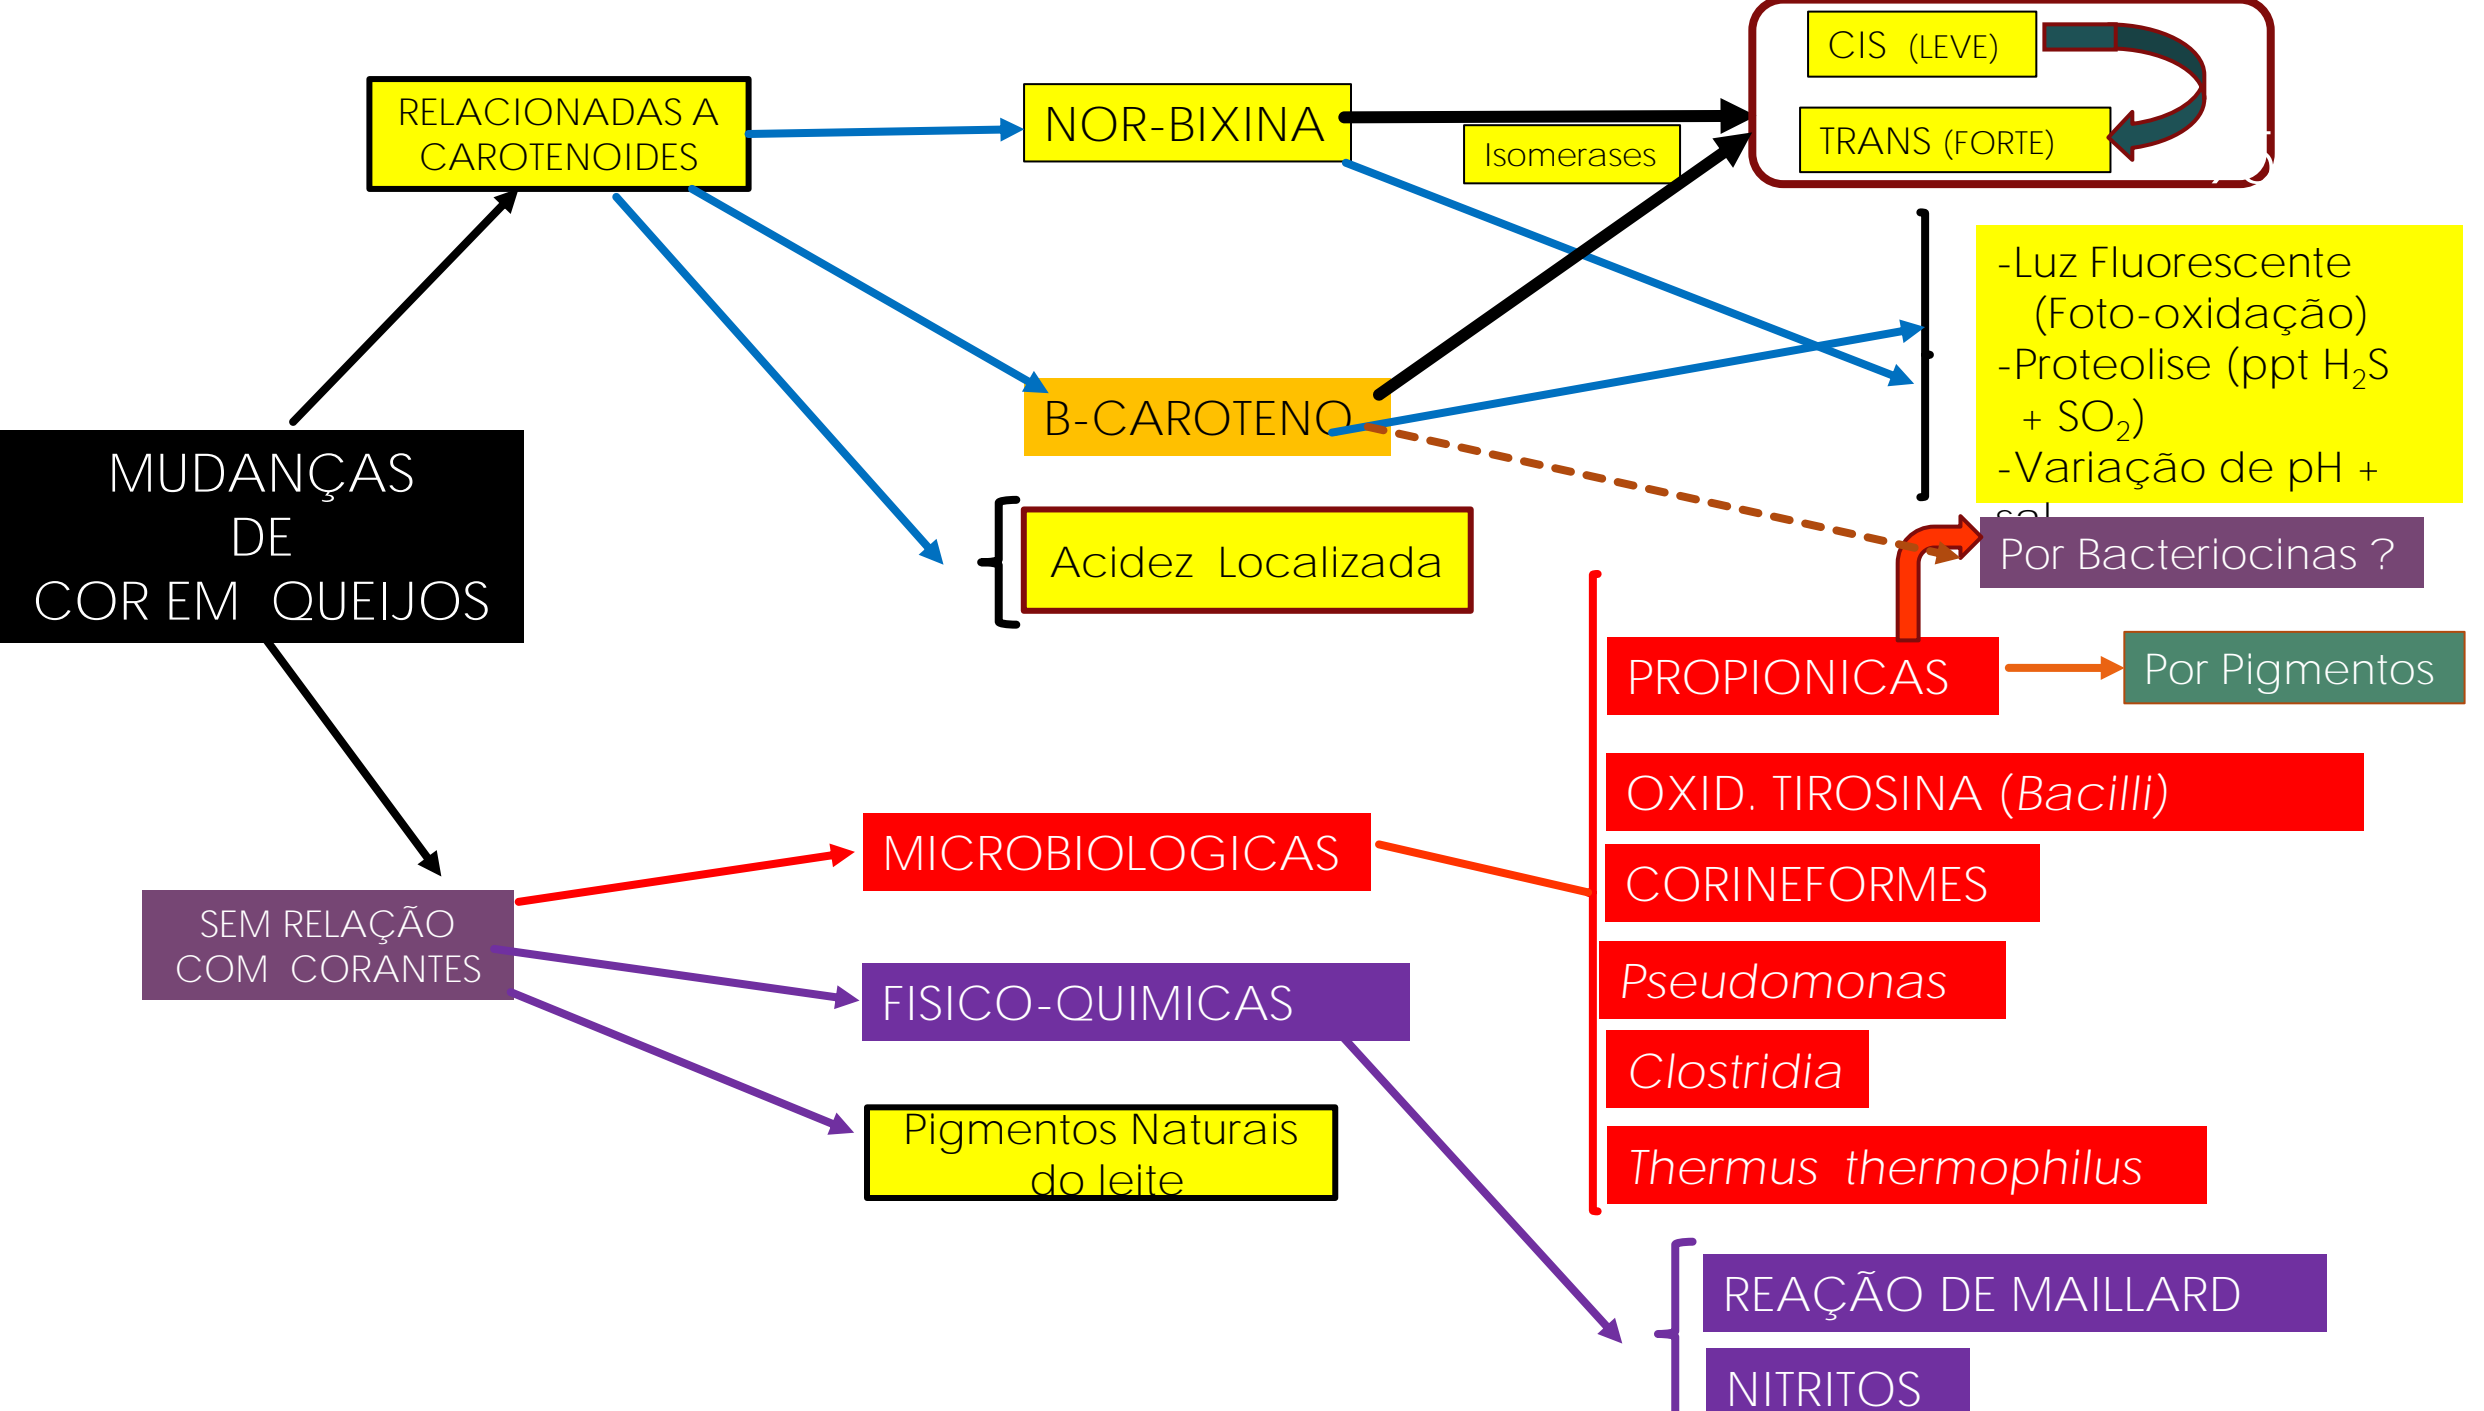 CIS (LEVE)
TRANS (FORTE)
RELACIONADAS A
CAROTENOIDES
NOR-BIXINA
Isomerases
-Luz Fluorescente
(Foto-oxidação)
-Proteolise (ppt H₂S
+ SO₂)
-Variação de pH +
sal
B-CAROTENO
MUDANÇAS
DE
COR EM QUEIJOS
Acidez Localizada
Por Bacteriocinas ?
PROPIONICAS
Por Pigmentos
OXID. TIROSINA (Bacilli)
MICROBIOLOGICAS
CORINEFORMES
SEM RELAÇÃO
COM CORANTES
Pseudomonas
FISICO-QUIMICAS
Clostridia
Pigmentos Naturais
do leite
Thermus thermophilus
REAÇÃO DE MAILLARD
NITRITOS